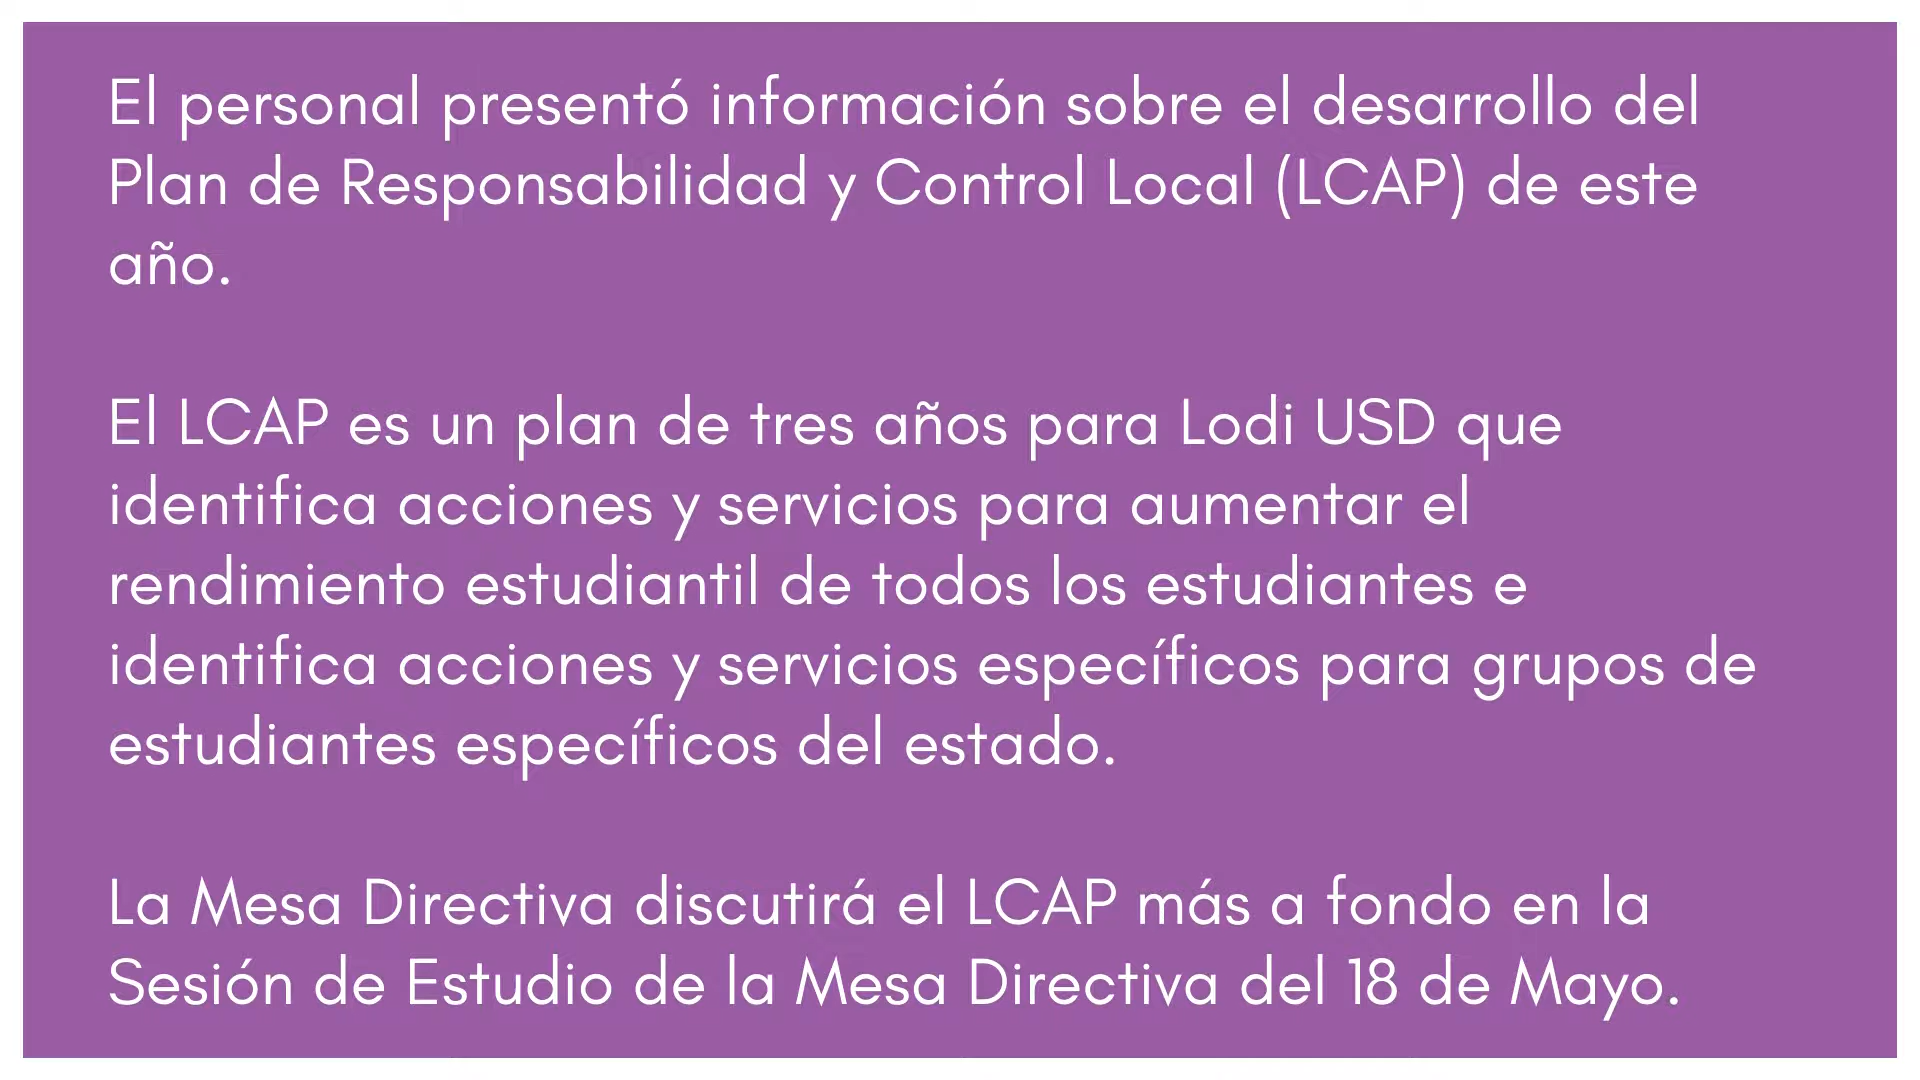 El personal presentó información sobre el desarrollo del
Plan de Responsabilidad y Control Local (LCAP) de este
año.
El LCAP es un plan de tres años para Lodi USD que
identifica acciones y servicios para aumentar el
rendimiento estudiantil de todos los estudiantes e
identifica acciones y servicios específicos para grupos de
estudiantes específicos del estado.
La Mesa Directiva discutirá el LCAP más a fondo en la
Sesión de Estudio de la Mesa Directiva del 18 de Mayo.